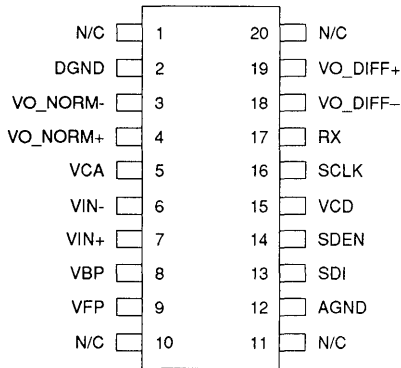 N/C 1 20 N/C
DGND 2 19 VO_DIFF+
VO_NORM- 3 18 VO_DIFF–
VO_NORM+ 4 17 RX
VCA 5 16 SCLK
VIN- 6 15 VCD
VIN+ 7 14 SDEN
VBP 8 13 SDI
VFP 9 12 AGND
N/C 10 11 N/C